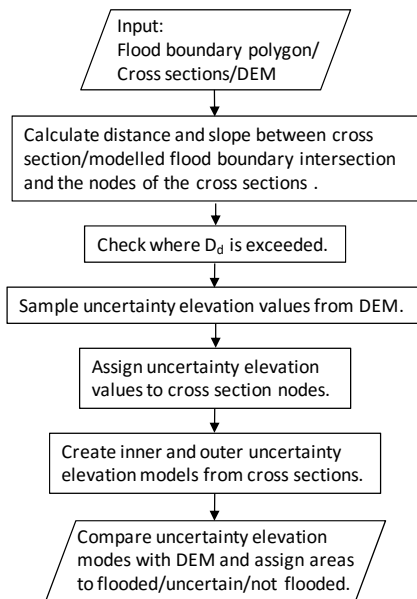 Input:
Flood boundary polygon/
Cross sections/DEM
Calculate distance and slope between cross
section/modelled flood boundary intersection
and the nodes of the cross sections .
Check where Dd is exceeded.
Sample uncertainty elevation values from DEM.
Assign uncertainty elevation
values to cross section nodes.
Create inner and outer uncertainty
elevation models from cross sections.
Compare uncertainty elevation
modes with DEM and assign areas
to flooded/uncertain/not flooded.